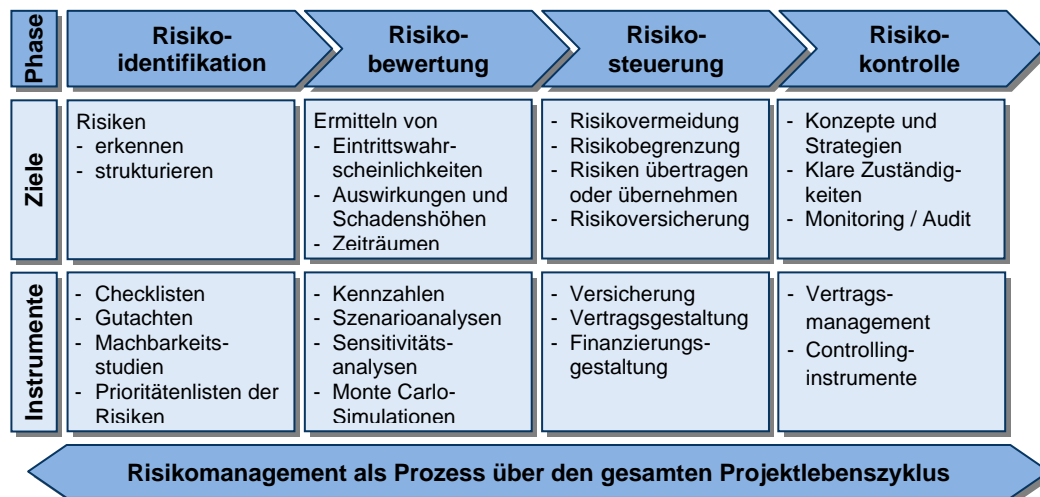 Phase
Risiko-
identifikation
Risiko-
bewertung
Risiko-
steuerung
Risiko-
kontrolle
Ziele
Risiken
- erkennen
- strukturieren
Ermitteln von
- Eintrittswahr-
scheinlichkeiten
- Auswirkungen und
Schadenshöhen
- Zeiträumen
- Risikovermeidung
- Risikobegrenzung
- Risiken übertragen
oder übernehmen
- Risikoversicherung
- Konzepte und
Strategien
- Klare Zuständig-
keiten
- Monitoring / Audit
Instrumente
- Checklisten
- Gutachten
- Machbarkeits-
studien
- Prioritätenlisten der
Risiken
- Kennzahlen
- Szenarioanalysen
- Sensitivitäts-
analysen
- Monte Carlo-
Simulationen
- Versicherung
- Vertragsgestaltung
- Finanzierungs-
gestaltung
- Vertrags-
management
- Controlling-
instrumente
Risikomanagement als Prozess über den gesamten Projektlebenszyklus